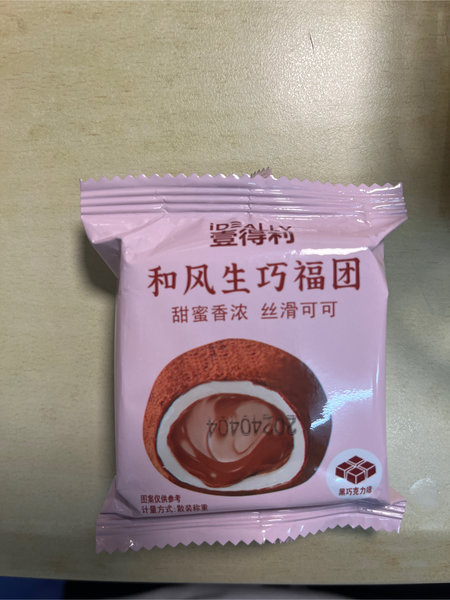 iDEALLY
壹得利
和风生巧福团
甜蜜香浓 丝滑可可
20240404
黑巧克力味
图案仅供参考
计量方式:散装称重